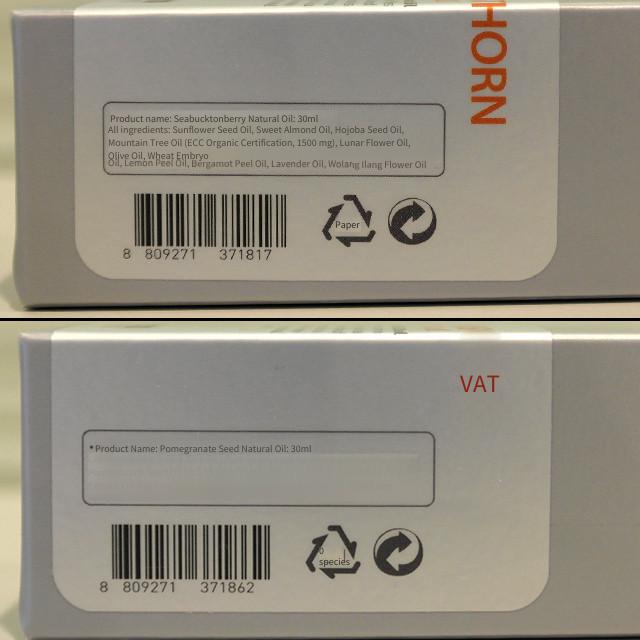 HORN
Product name: Seabucktonberry Natural Oil: 30ml
All ingredients: Sunflower Seed Oil, Sweet Almond Oil, Hojoba Seed Oil,
Mountain Tree Oil (ECC Organic Certification, 1500 mg), Lunar Flower Oil,
Olive Oil, Wheat Embryo
Oil, Lemon Peel Oil, Bergamot Peel Oil, Lavender Oil, Wolang Ilang Flower Oil
Paper
8 809271 371817
VAT
*Product Name: Pomegranate Seed Natural Oil: 30ml
0
species
8 809271 371862